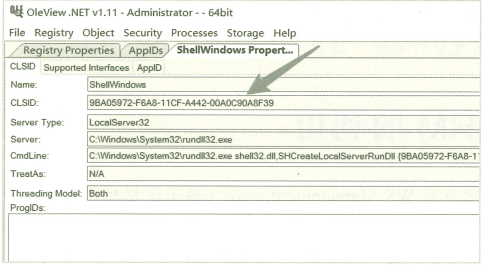 OleView .NET v1.11 - Administrator - - 64bit
File Registry Object Security Processes Storage Help
Registry Properties AppIDs ShellWindows Propert...
CLSID Supported Interfaces AppID
Name: ShellWindows
CLSID: 9BA05972-F6A8-11CF-A442-00A0C90A8F39
Server Type: LocalServer32
Server: C:\Windows\System32\rundll32.exe
CmdLine: C:\Windows\System32\rundll32.exe shell32.dll,SHCreateLocalServerRunDll {9BA05972-F6A8-11
TreatAs: N/A
Threading Model: Both
ProgIDs: